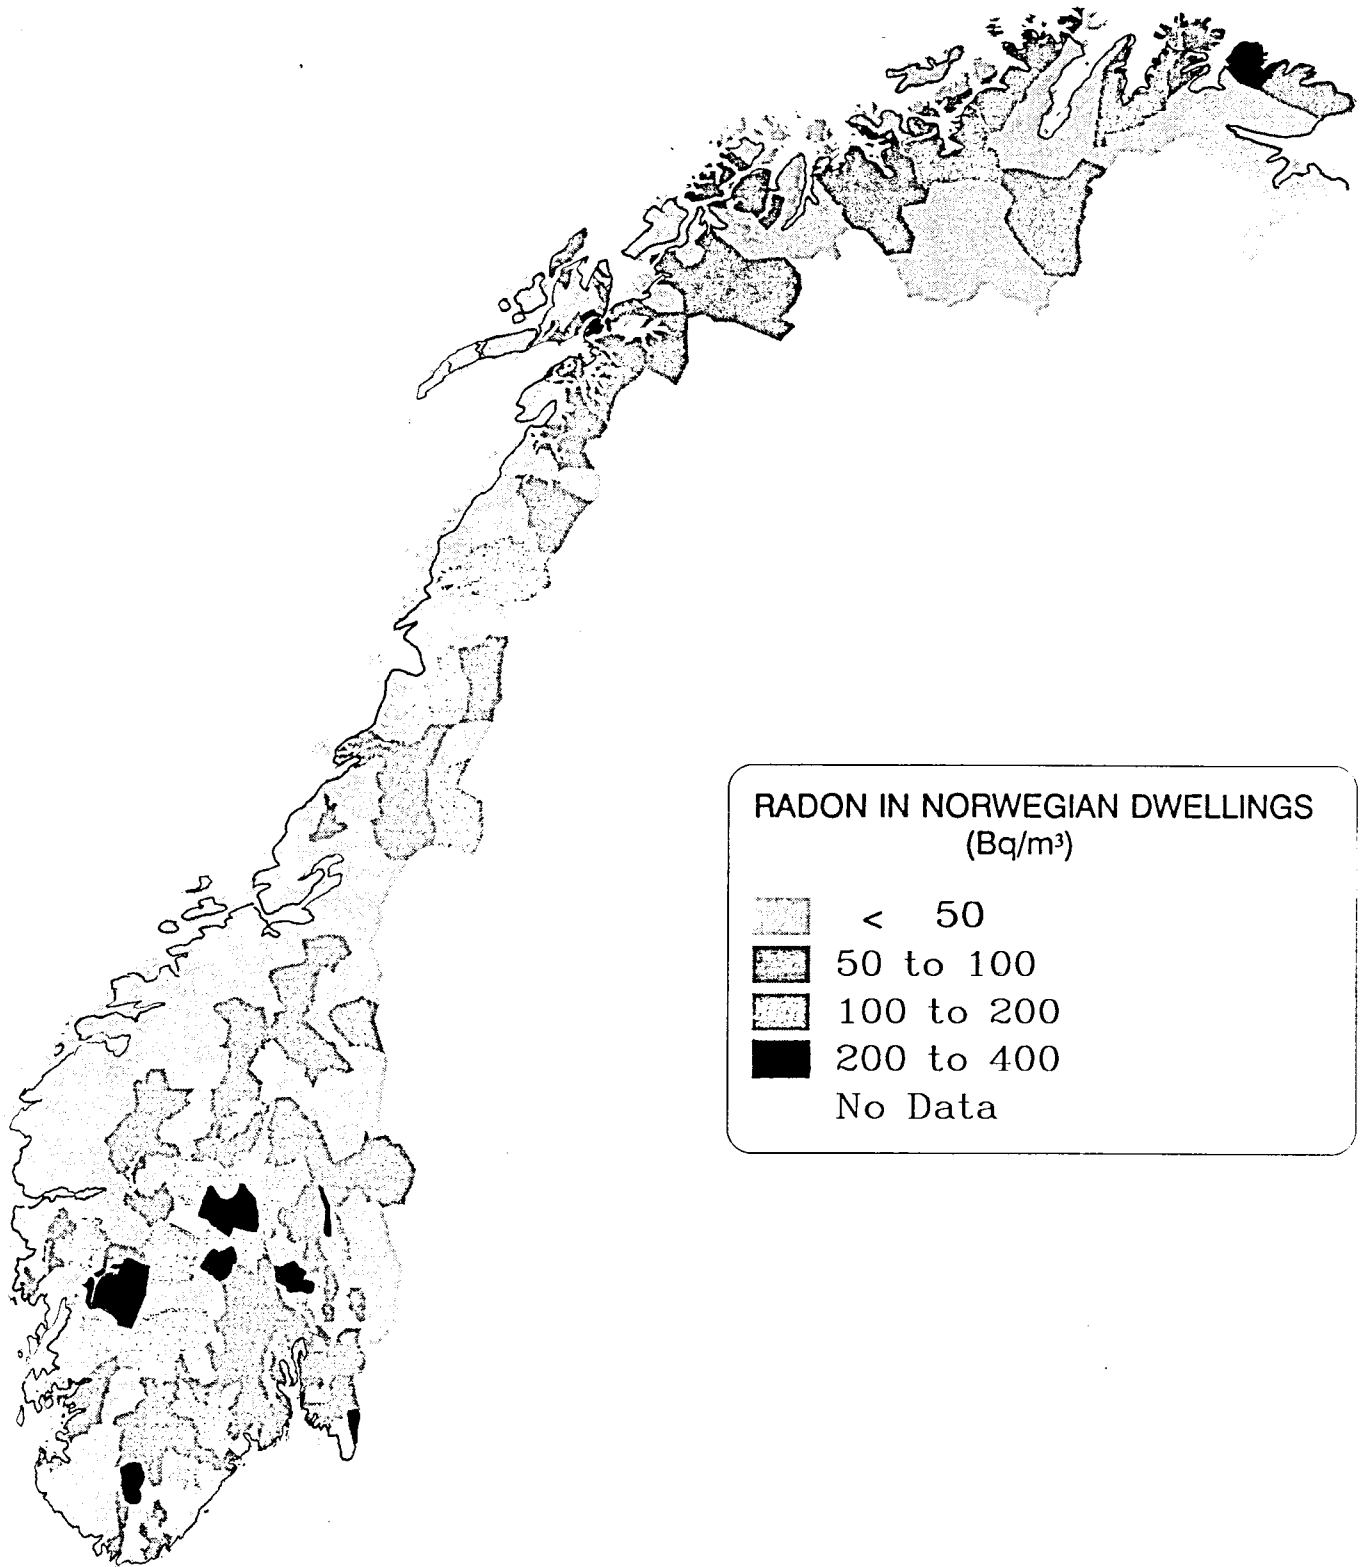 RADON IN NORWEGIAN DWELLINGS
(Bq/m³)
< 50
50 to 100
100 to 200
200 to 400
No Data